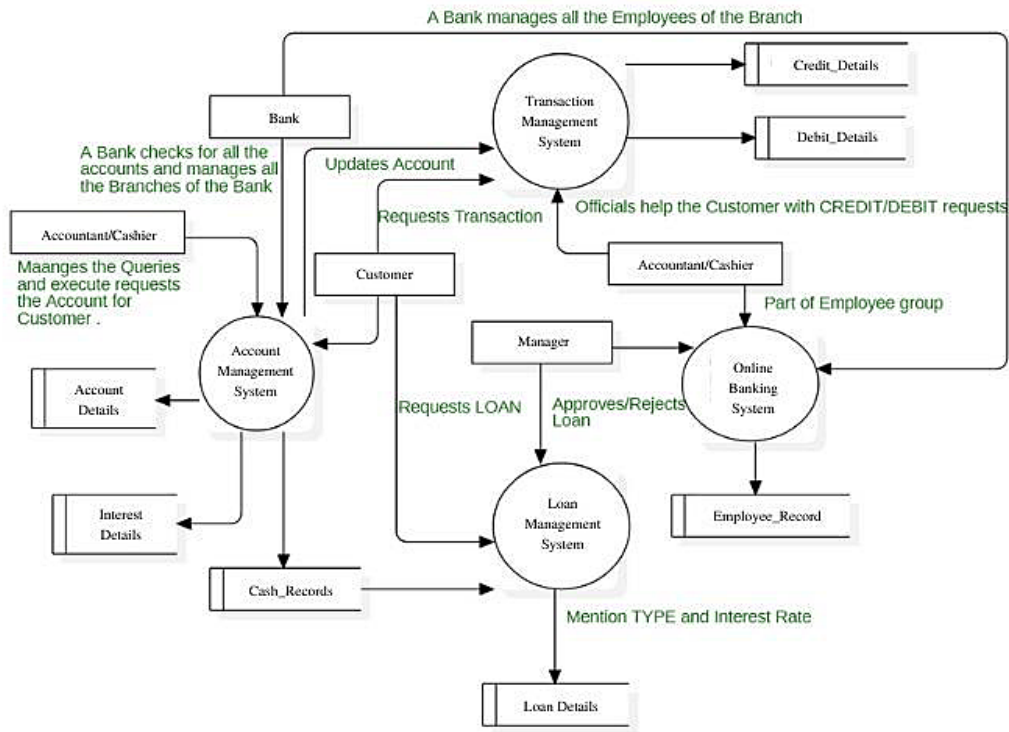 A Bank manages all the Employees of the Branch
Credit_Details
Transaction
Management
System
Bank
Debit_Details
A Bank checks for all the
accounts and manages all
the Branches of the Bank
Updates Account
Requests Transaction
Officials help the Customer with CREDIT/DEBIT requests
Accountant/Cashier
Maanges the Queries
and execute requests
the Account for
Customer .
Customer
Accountant/Cashier
Part of Employee group
Manager
Account
Management
System
Online
Banking
System
Account
Details
Requests LOAN
Approves/Rejects
Loan
Interest
Details
Loan
Management
System
Employee_Record
Cash_Records
Mention TYPE and Interest Rate
Loan Details